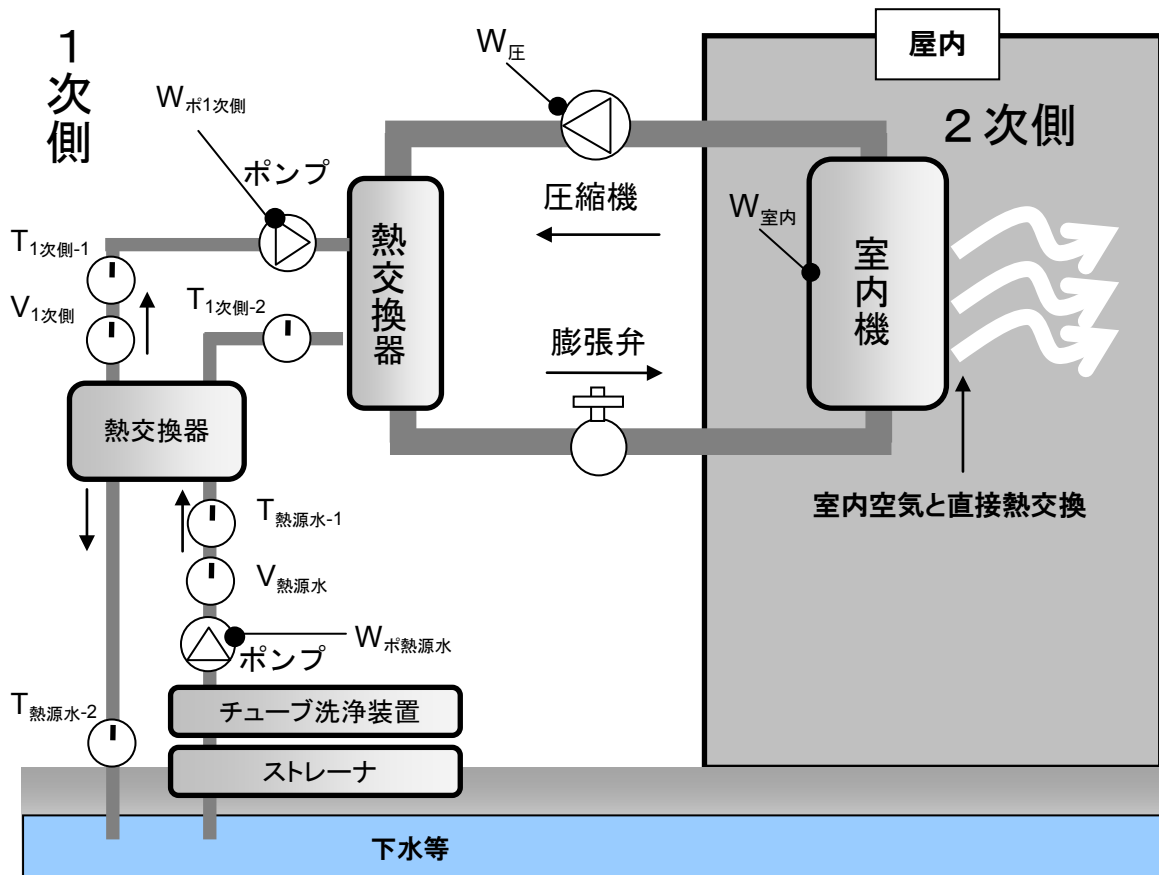 1次側
W圧
屋内
2次側
Wポ1次側
ポンプ
圧縮機
W室内
T1次側-1
熱交換器
室内機
V1次側
T1次側-2
膨張弁
熱交換器
室内空気と直接熱交換
T熱源水-1
V熱源水
Wポ熱源水
ポンプ
T熱源水-2
チューブ洗浄装置
ストレーナ
下水等